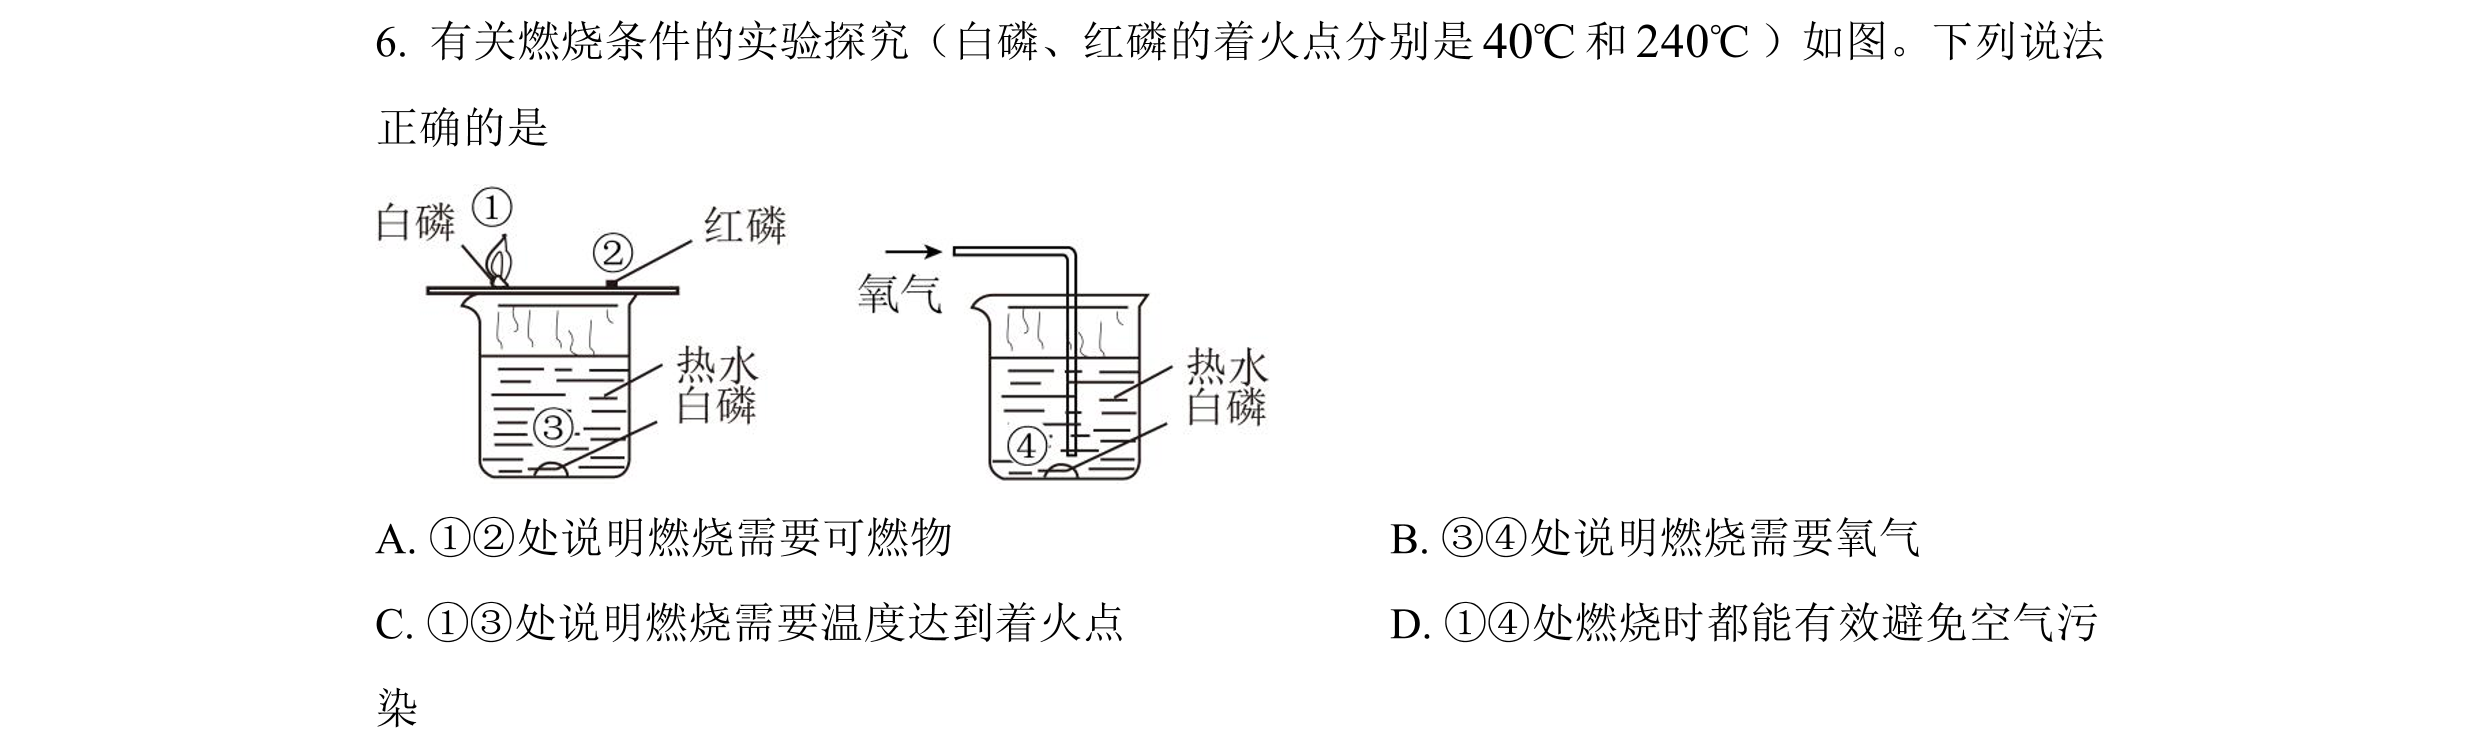 6. 有关燃烧条件的实验探究（白磷、红磷的着火点分别是40℃和240℃）如图。下列说法
正确的是
白磷 ① ② 红磷
氧气
热水
白磷
③
热水
白磷
④
A. ①②处说明燃烧需要可燃物 B. ③④处说明燃烧需要氧气
C. ①③处说明燃烧需要温度达到着火点 D. ①④处燃烧时都能有效避免空气污
染